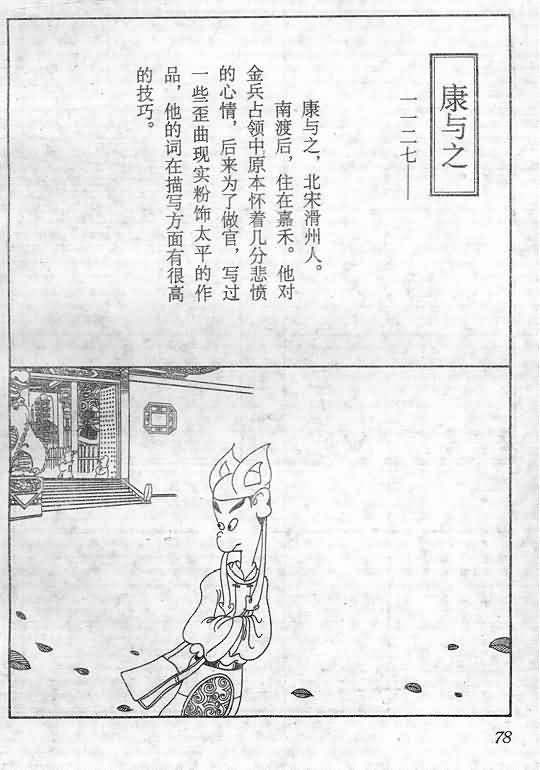 康与之
一一二七——
康与之，北宋滑州人。
南渡后，住在嘉禾。他对
金兵占领中原本怀着几分悲愤
的心情，后来为了做官，写过
一些歪曲现实粉饰太平的作
品，他的词在描写方面有很高
的技巧。
78